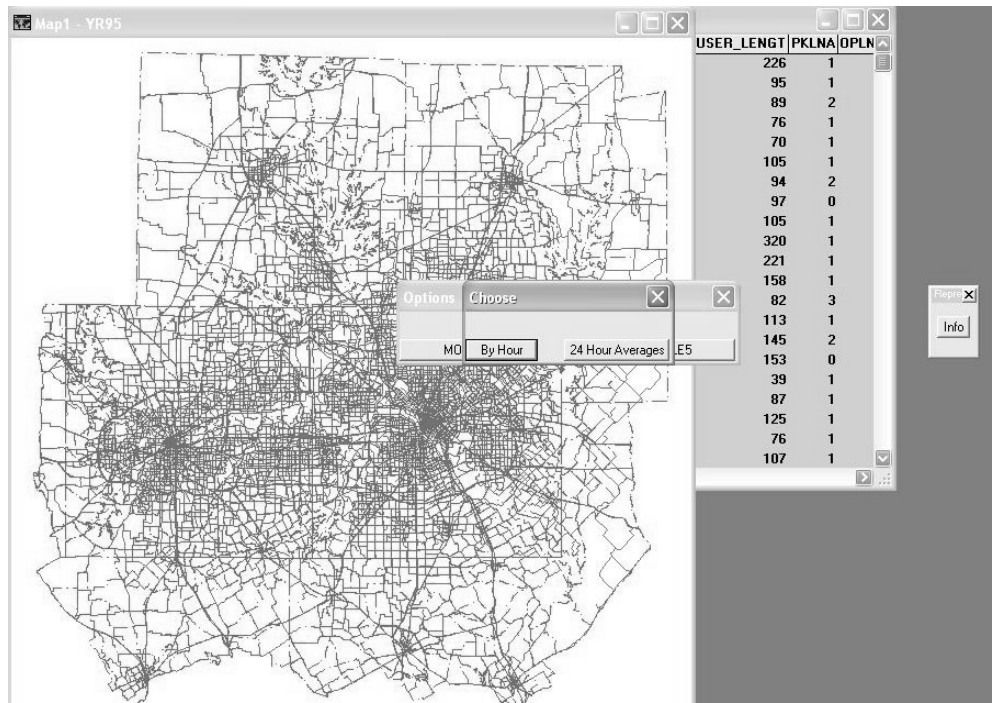 Map1 - YR95
USER_LENGT PKLNA OPLN
226 1
95 1
89 2
76 1
70 1
105 1
94 2
97 0
105 1
320 1
221 1
158 1
82 3
113 1
145 2
153 0
39 1
87 1
125 1
76 1
107 1
Options
Choose
MO
By Hour
24 Hour Averages
LE5
Repre
Info